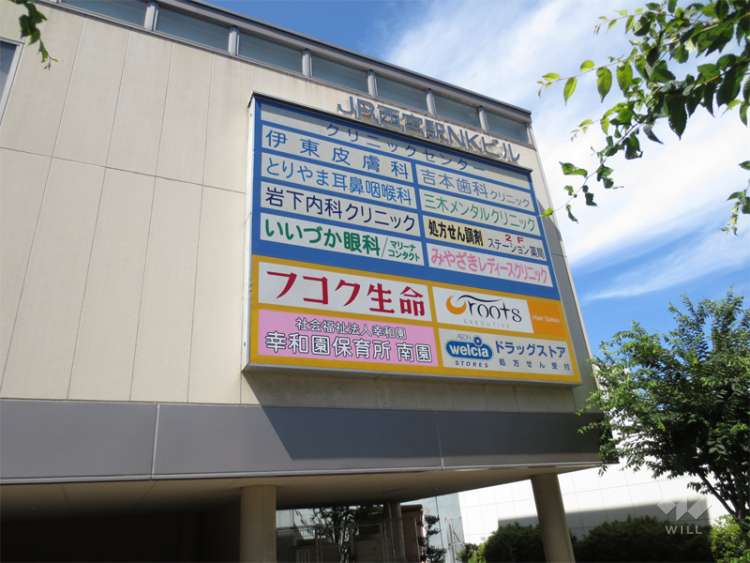 JR西宮駅NKビル
クリニックセンター
伊東皮膚科
吉本歯科クリニック
とりやま耳鼻咽喉科
三木メンタルクリニック
岩下内科クリニック
処方せん調剤 2F ステーション薬局
いいづか眼科/マリーナコンタクト
みやざきレディースクリニック
フコク生命
roots
EXECUTIVE
Hair Salon
社会福祉法人幸和園
幸和園保育所 南園
welcia
STORES
ドラッグストア
処方せん受付
WILL